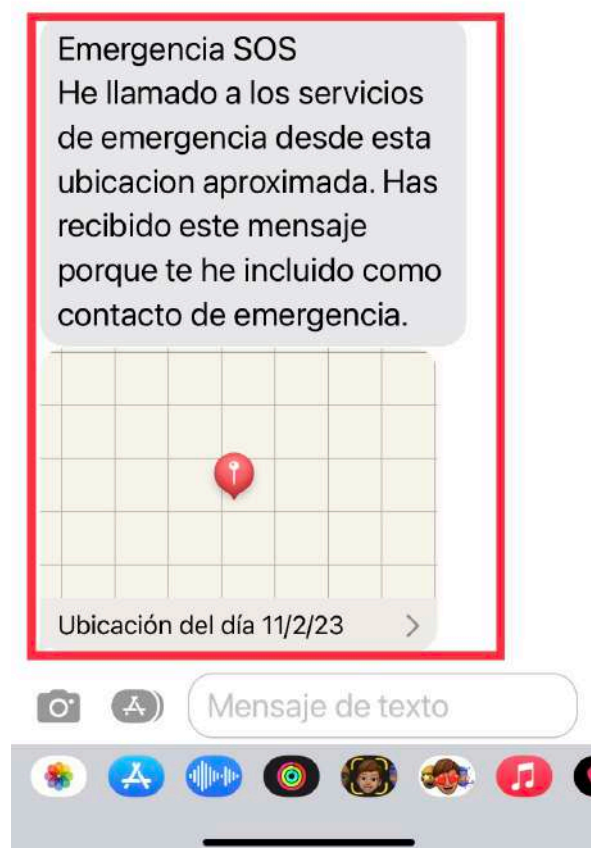 Emergencia SOS
He llamado a los servicios
de emergencia desde esta
ubicacion aproximada. Has
recibido este mensaje
porque te he incluido como
contacto de emergencia.
Ubicación del día 11/2/23
Mensaje de texto